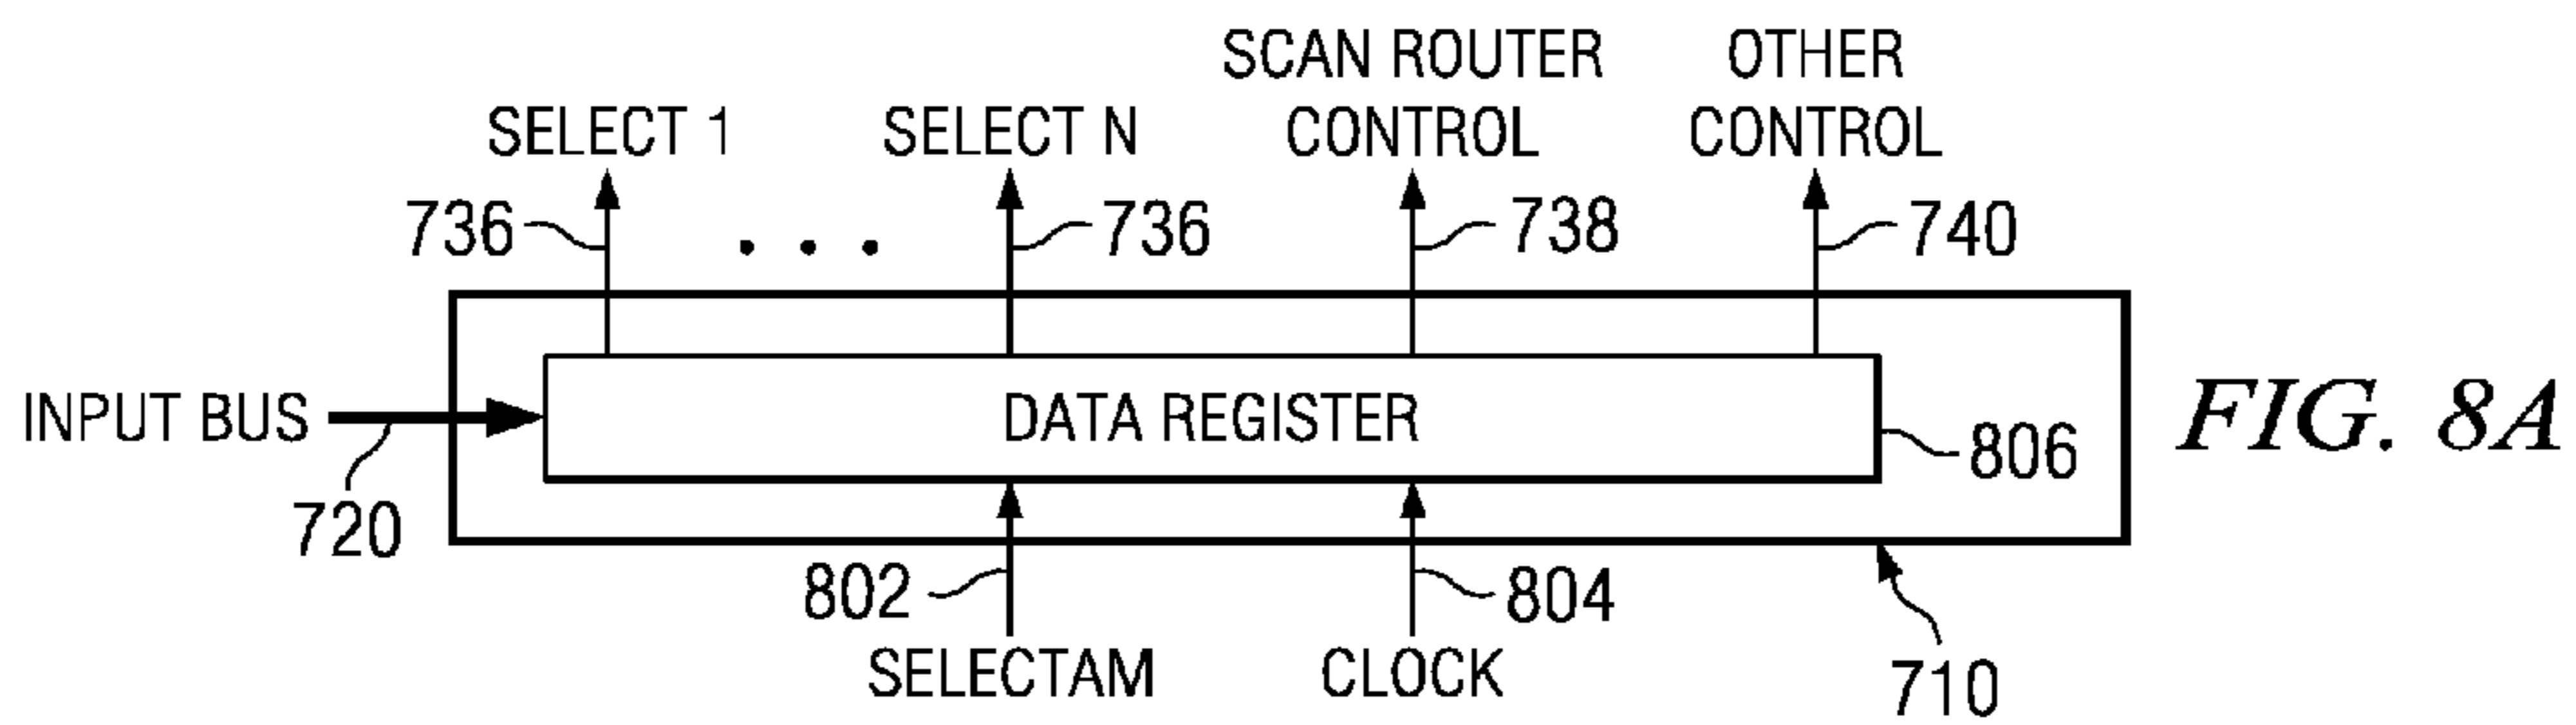 SCAN ROUTER OTHER
SELECT 1 SELECT N CONTROL CONTROL
736 736 738 740
INPUT BUS DATA REGISTER 806 FIG. 8A
720
802 804
SELECTAM CLOCK 710